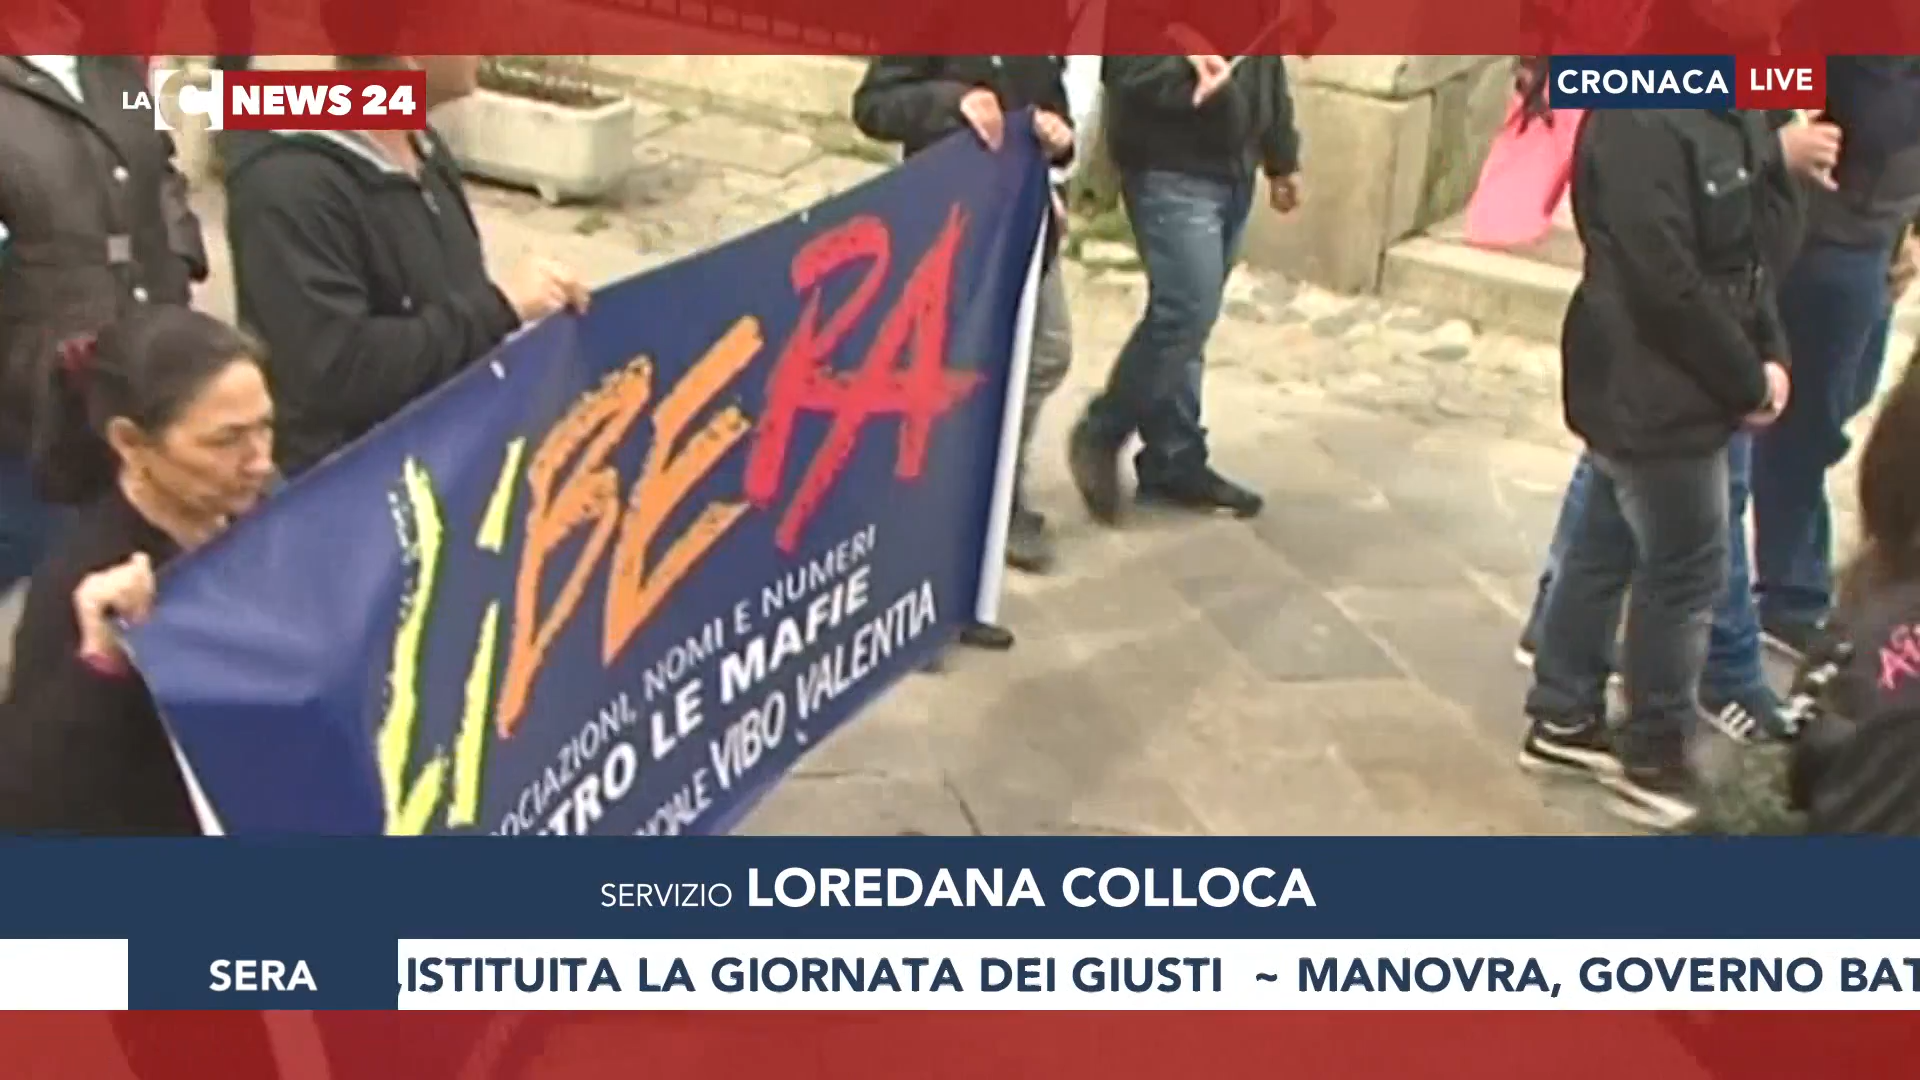 LA C NEWS 24
CRONACA LIVE
LIBERA
NOMI E NUMERI
LE MAFIE
VIBO VALENTIA
SERVIZIO LOREDANA COLLOCA
SERA
ISTITUITA LA GIORNATA DEI GIUSTI ~ MANOVRA, GOVERNO